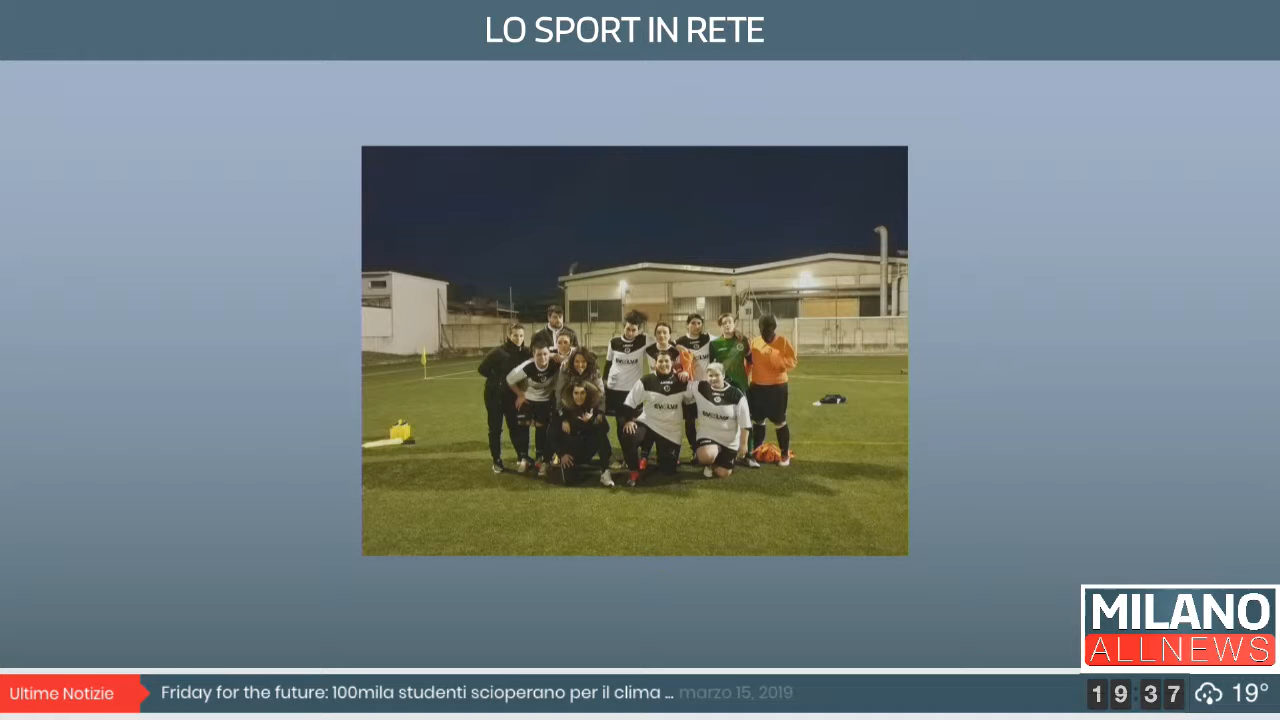 LO SPORT IN RETE
EVOLVE
MILANO
ALLNEWS
Ultime Notizie
Friday for the future: 100mila studenti scioperano per il clima ... marzo 15, 2019
19:37
19°